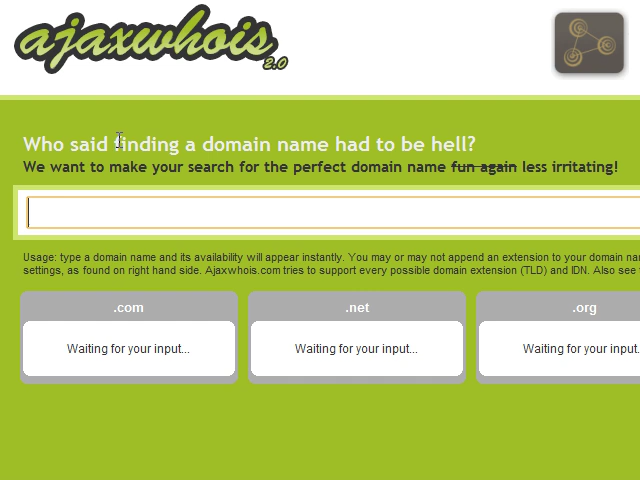 ajaxwhois
2.0
Who said finding a domain name had to be hell?
We want to make your search for the perfect domain name fun again less irritating!
Usage: type a domain name and its availability will appear instantly. You may or may not append an extension to your domain
settings, as found on right hand side. Ajaxwhois.com tries to support every possible domain extension (TLD) and IDN. Also see
.com .net .org
Waiting for your input... Waiting for your input... Waiting for your input.